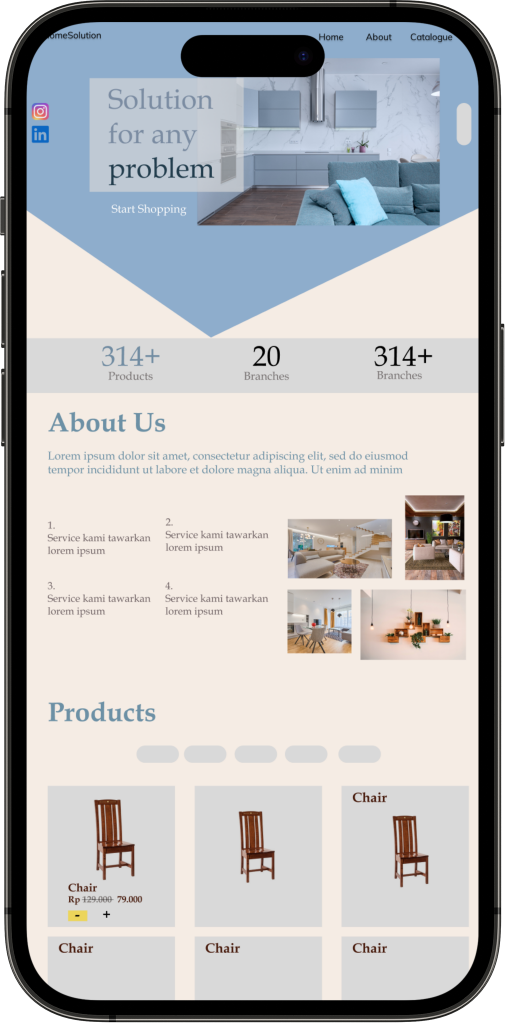 omeSolution
Home About Catalogue
Solution
for any
problem
Start Shopping
314+ 20 314+
Products Branches Branches
About Us
Lorem ipsum dolor sit amet, consectetur adipiscing elit, sed do eiusmod
tempor incididunt ut labore et dolore magna aliqua. Ut enim ad minim
1.
Service kami tawarkan
lorem ipsum
2.
Service kami tawarkan
lorem ipsum
3.
Service kami tawarkan
lorem ipsum
4.
Service kami tawarkan
lorem ipsum
Products
Chair
Rp 129.000 79.000
- +
Chair
Chair
Chair
Chair